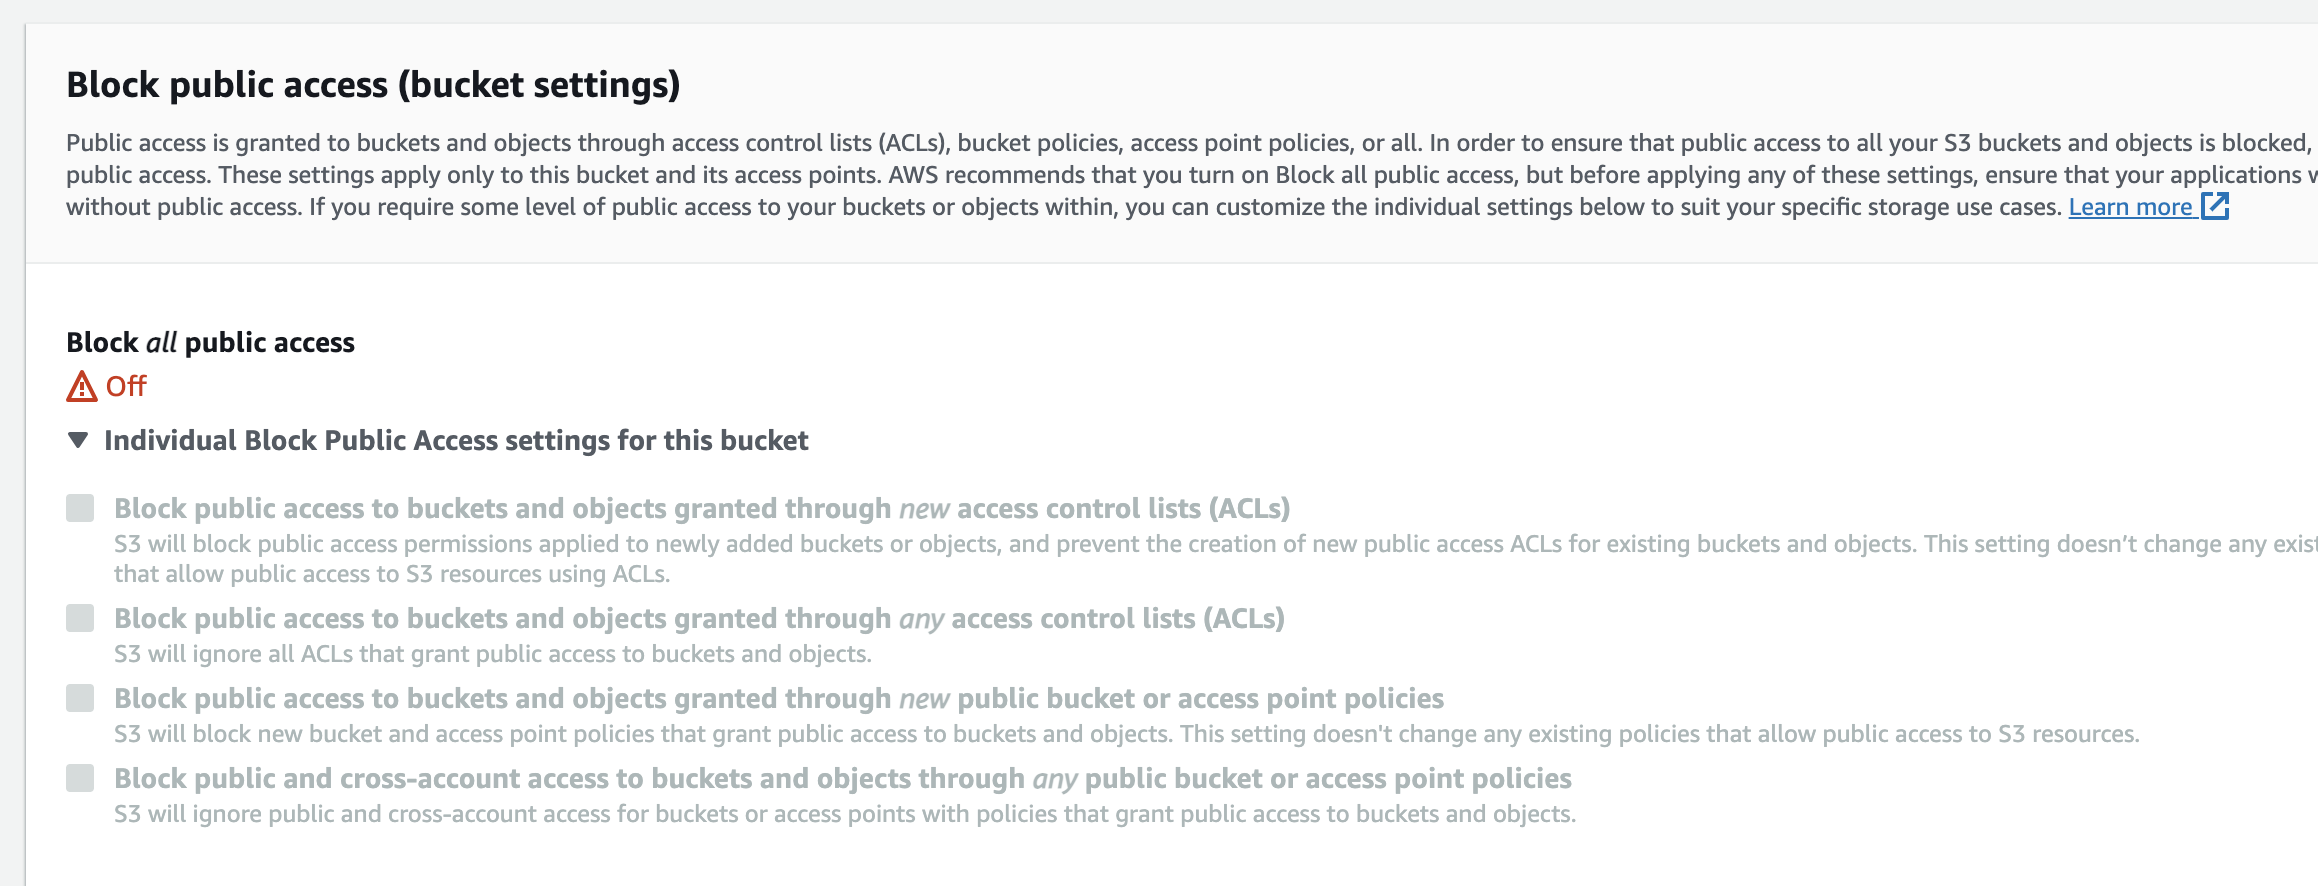 Block public access (bucket settings)
Public access is granted to buckets and objects through access control lists (ACLs), bucket policies, access point policies, or all. In order to ensure that public access to all your S3 buckets and objects is blocked,
public access. These settings apply only to this bucket and its access points. AWS recommends that you turn on Block all public access, but before applying any of these settings, ensure that your applications
without public access. If you require some level of public access to your buckets or objects within, you can customize the individual settings below to suit your specific storage use cases. Learn more
Block all public access
Off
Individual Block Public Access settings for this bucket
Block public access to buckets and objects granted through new access control lists (ACLs)
S3 will block public access permissions applied to newly added buckets or objects, and prevent the creation of new public access ACLs for existing buckets and objects. This setting doesn’t change any
that allow public access to S3 resources using ACLs.
Block public access to buckets and objects granted through any access control lists (ACLs)
S3 will ignore all ACLs that grant public access to buckets and objects.
Block public access to buckets and objects granted through new public bucket or access point policies
S3 will block new bucket and access point policies that grant public access to buckets and objects. This setting doesn't change any existing policies that allow public access to S3 resources.
Block public and cross-account access to buckets and objects through any public bucket or access point policies
S3 will ignore public and cross-account access for buckets or access points with policies that grant public access to buckets and objects.